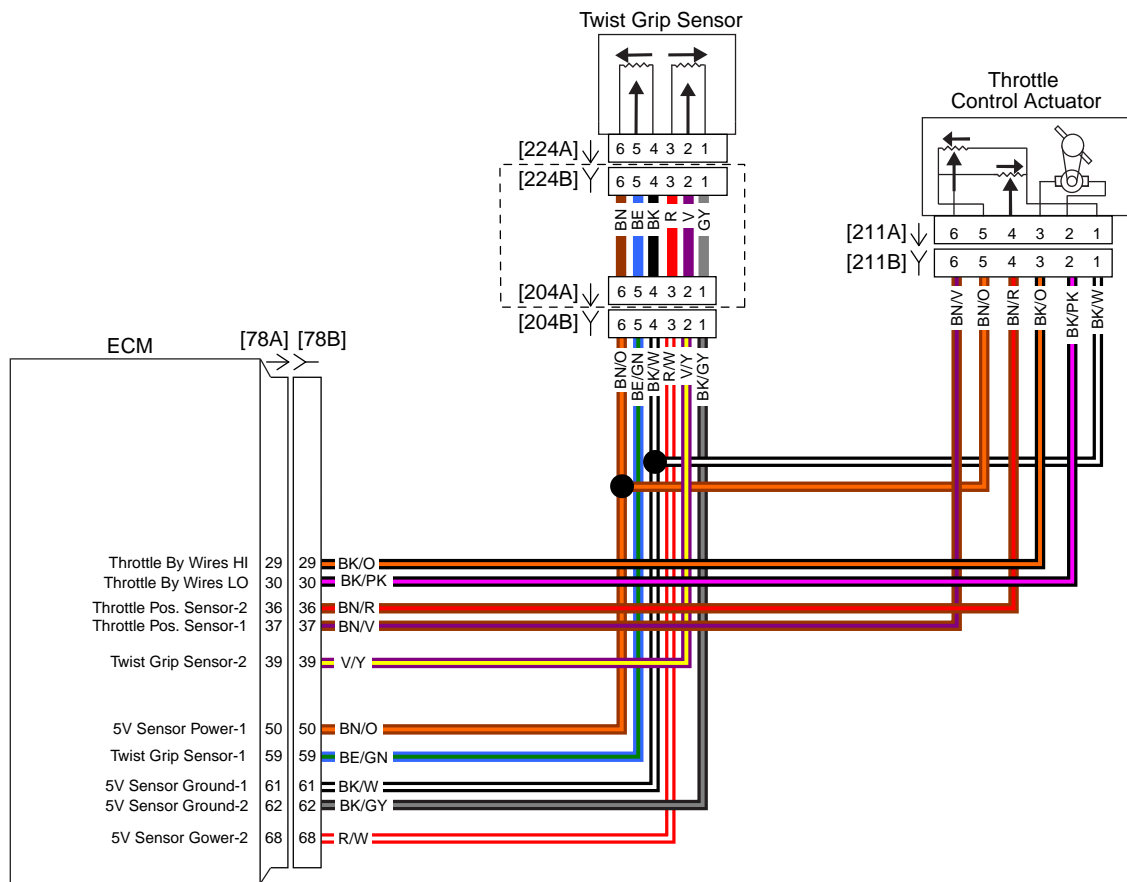 Twist Grip Sensor
Throttle
Control Actuator
[224A]
6 5 4 3 2 1
[224B]
6 5 4 3 2 1
BN BE BK R V GY
[204A]
6 5 4 3 2 1
[204B]
6 5 4 3 2 1
BN/O BE/GN BK/W R/W V/Y BK/GY
[211A]
6 5 4 3 2 1
[211B]
6 5 4 3 2 1
BN/V BN/O BN/R BK/O BK/PK BK/W
ECM
[78A] [78B]
Throttle By Wires HI 29 29 BK/O
Throttle By Wires LO 30 30 BK/PK
Throttle Pos. Sensor-2 36 36 BN/R
Throttle Pos. Sensor-1 37 37 BN/V
Twist Grip Sensor-2 39 39 V/Y
5V Sensor Power-1 50 50 BN/O
Twist Grip Sensor-1 59 59 BE/GN
5V Sensor Ground-1 61 61 BK/W
5V Sensor Ground-2 62 62 BK/GY
5V Sensor Gower-2 68 68 R/W